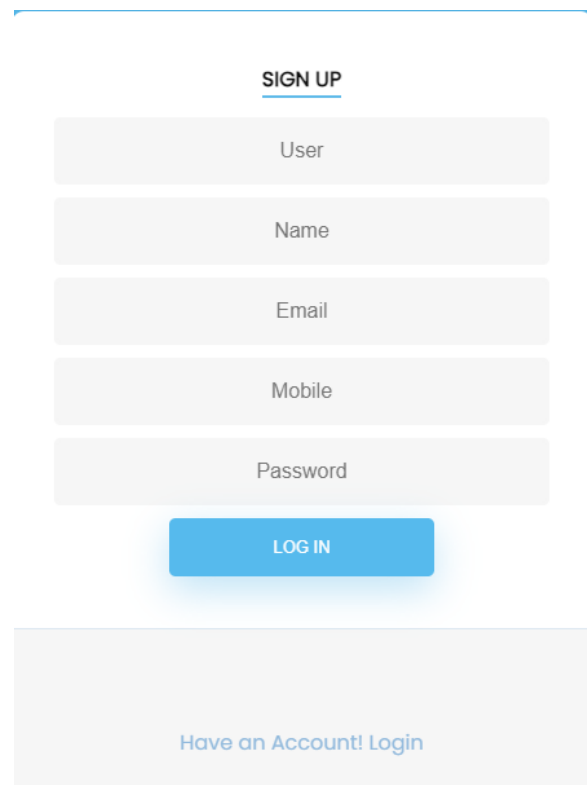 SIGN UP
User
Name
Email
Mobile
Password
LOG IN
Have an Account! Login